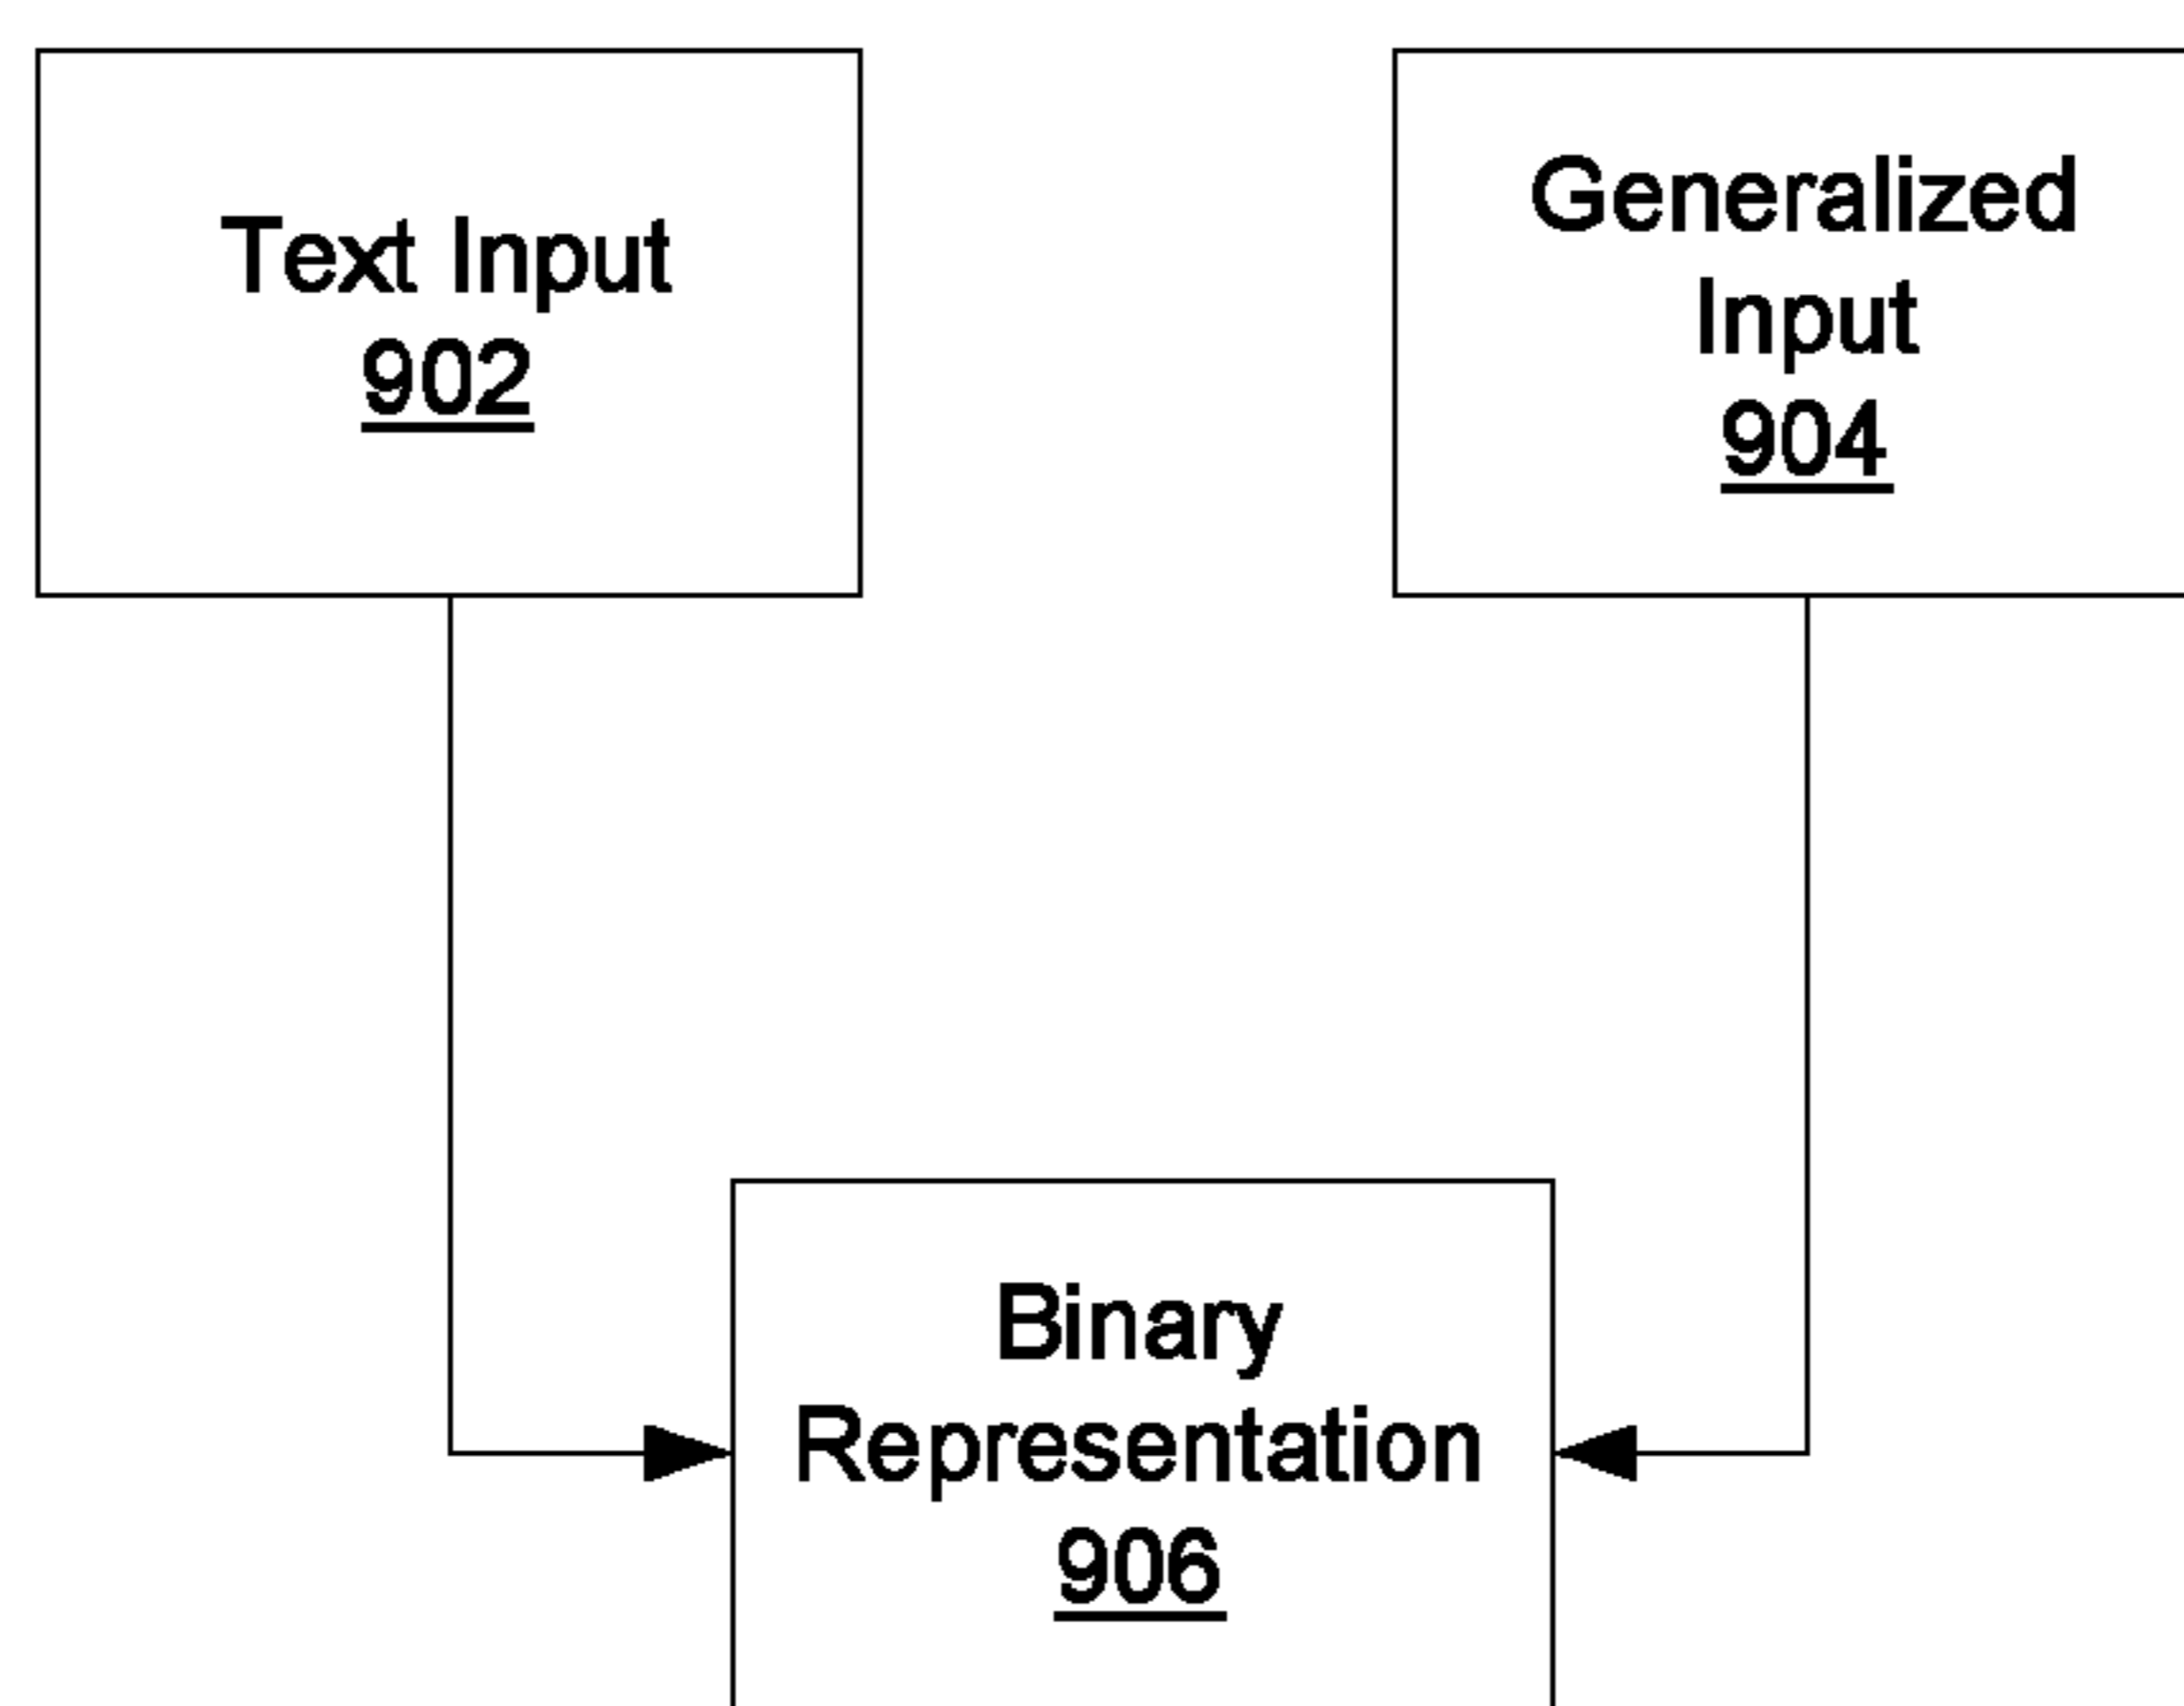 Text Input
902
Generalized
Input
904
Binary
Representation
906